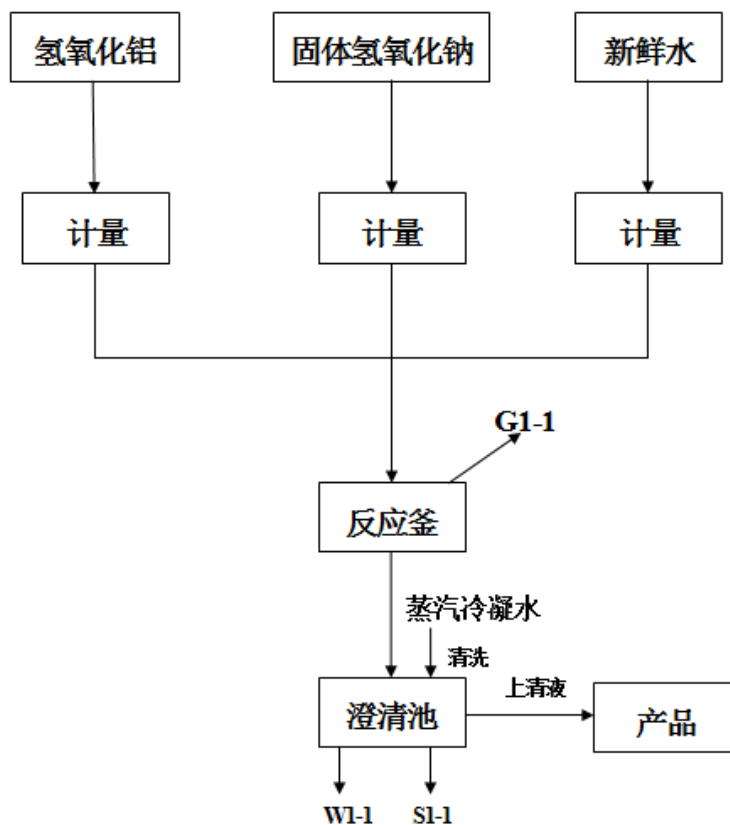 氢氧化铝
固体氢氧化钠
新鲜水
计量
计量
计量
G1-1
反应釜
蒸汽冷凝水
清洗
上清液
澄清池
产品
W1-1
S1-1